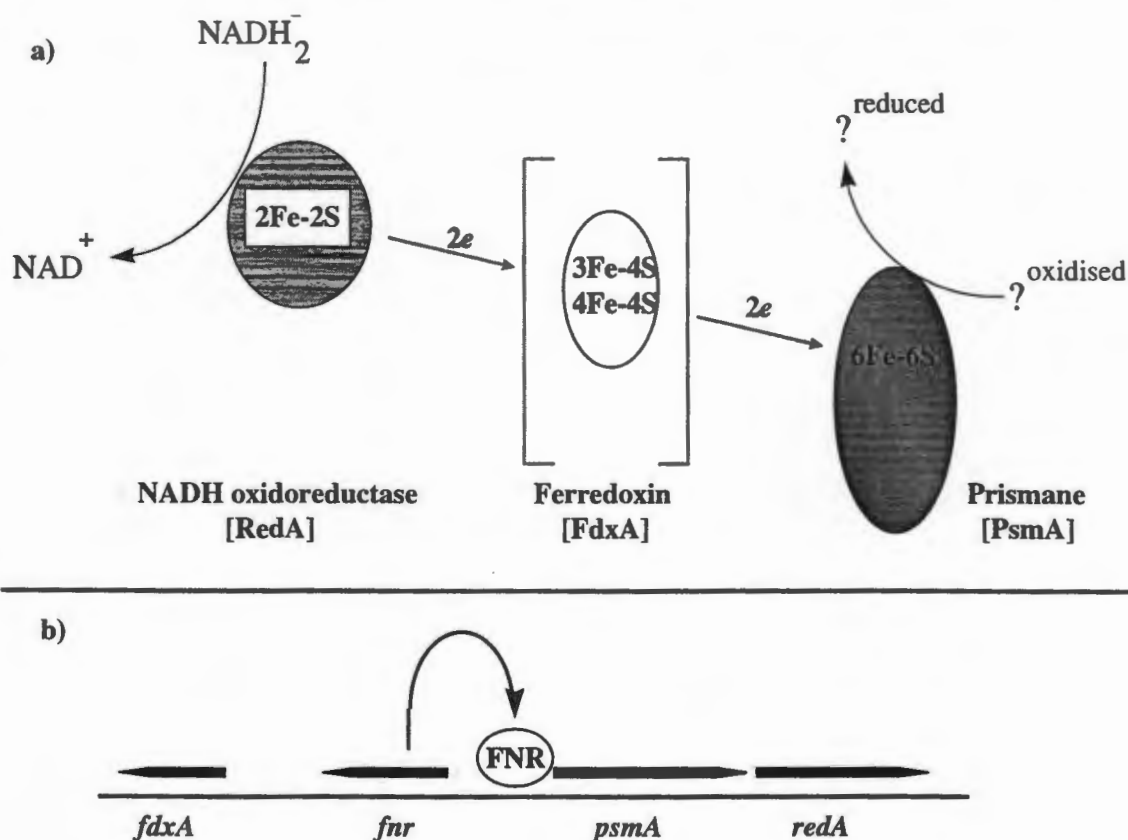 a)
NADH₂⁻
NAD⁺
2Fe-2S
2e
3Fe-4S
4Fe-4S
2e
6Fe-6S
? reduced
? oxidised
NADH oxidoreductase
[RedA]
Ferredoxin
[FdxA]
Prismane
[PsmA]
b)
FNR
fdxA fnr psmA redA